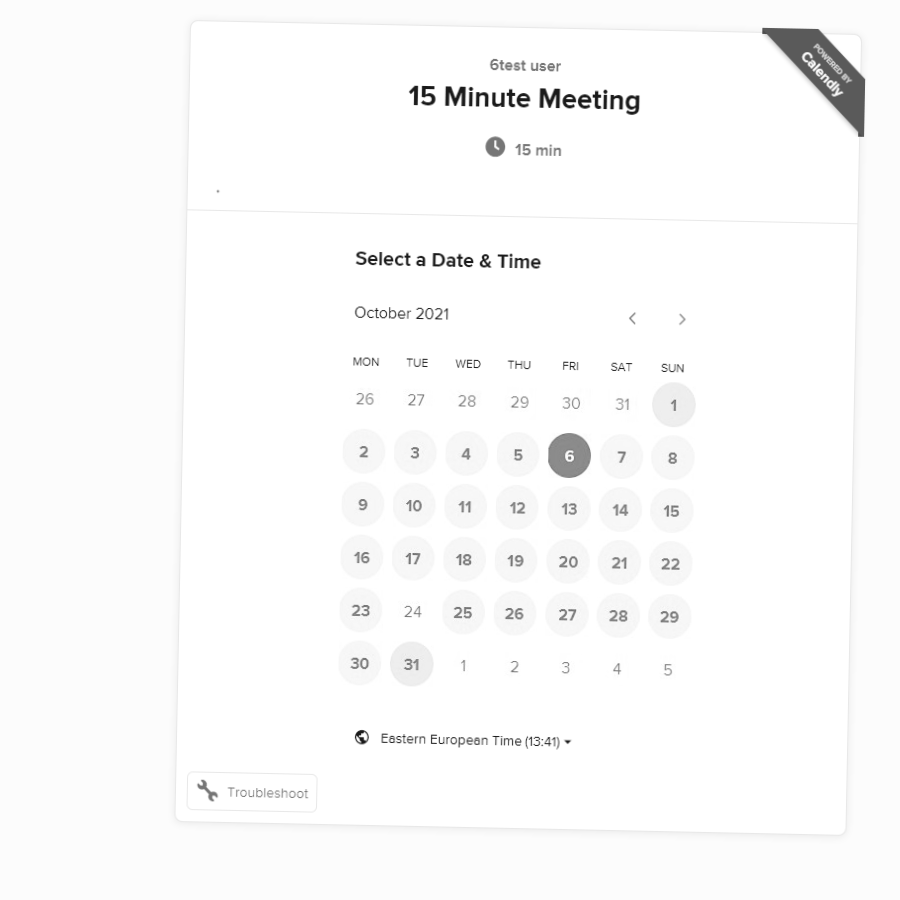 POWERED BY
Calendly
6test user
15 Minute Meeting
15 min
Select a Date & Time
October 2021
MON TUE WED THU FRI SAT SUN
26 27 28 29 30 31 1
2 3 4 5 6 7 8
9 10 11 12 13 14 15
16 17 18 19 20 21 22
23 24 25 26 27 28 29
30 31 1 2 3 4 5
Eastern European Time (13:41)
Troubleshoot